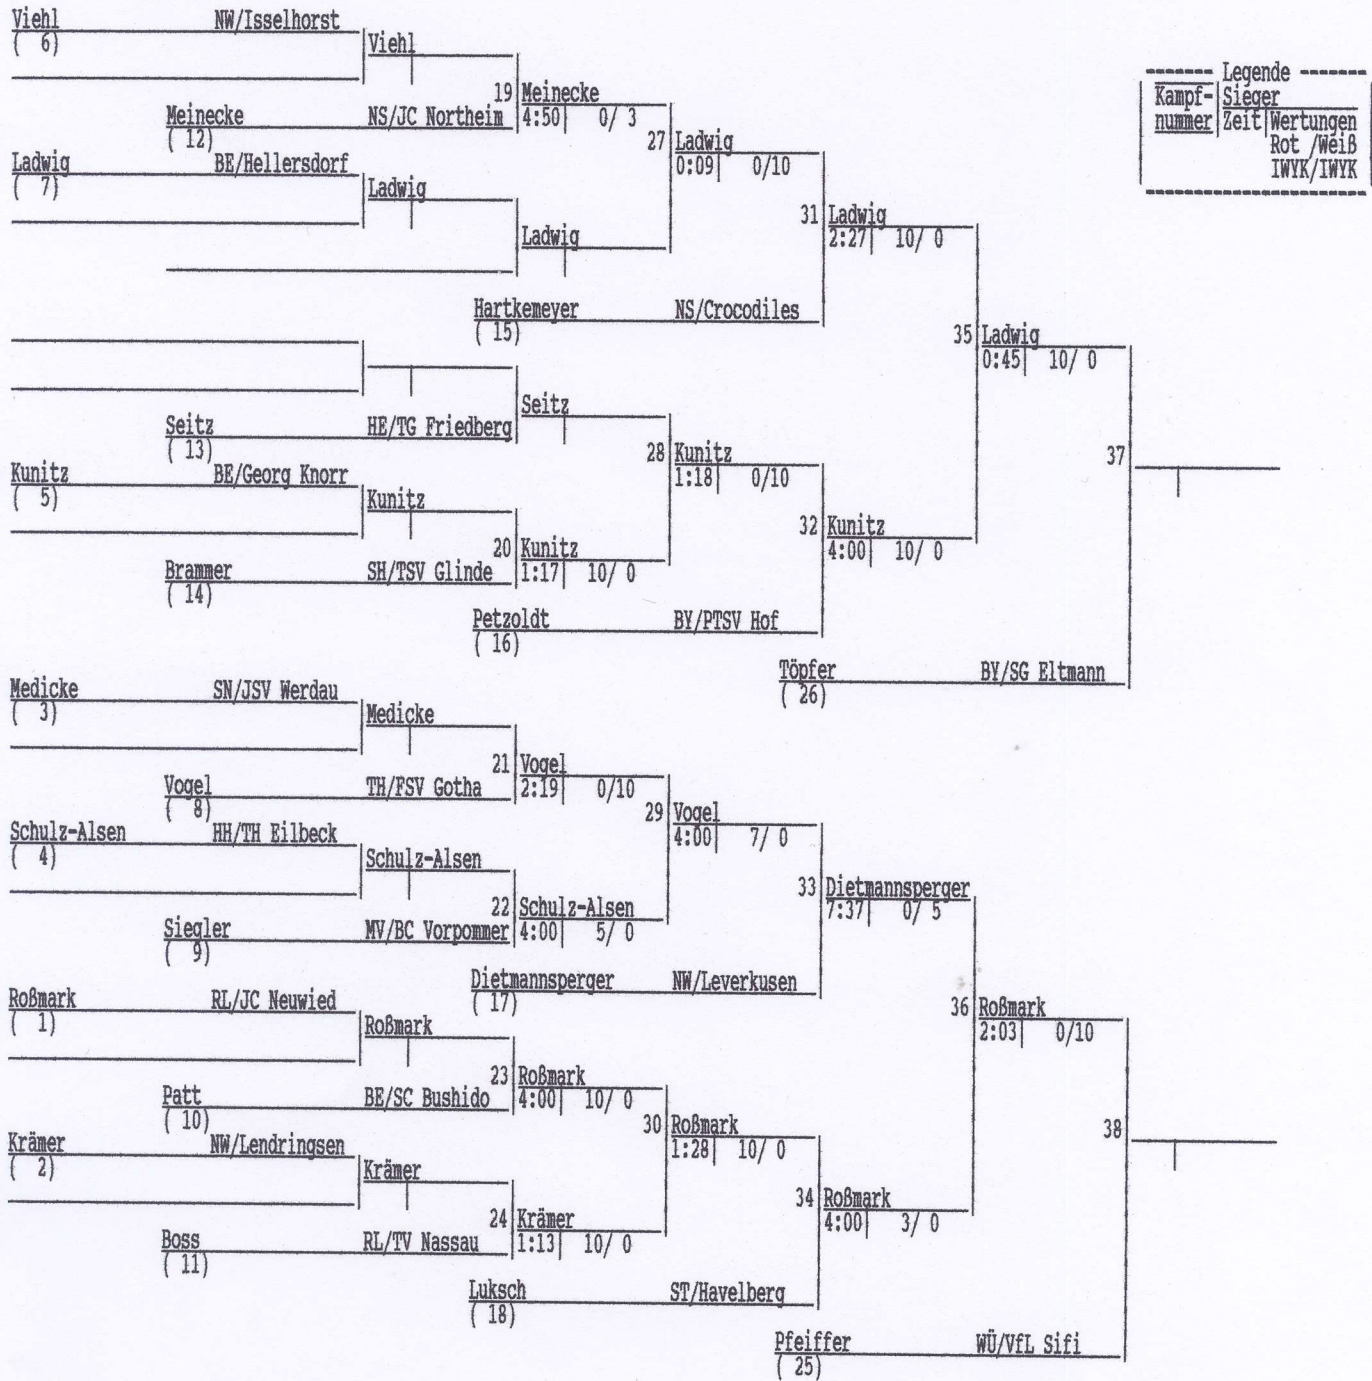 Viehl NW/Isselhorst
( 6)
Viehl
------- Legende -------
Kampf- Sieger
nummer Zeit Wertungen
Rot /Weiß
IWYK/IWYK
19 Meinecke
4:50 0/ 3
Meinecke NS/JC Northeim
( 12)
27 Ladwig
0:09 0/10
Ladwig BE/Hellersdorf
( 7)
Ladwig
31 Ladwig
2:27 10/ 0
Ladwig
Hartkemeyer NS/Crocodiles
( 15)
35 Ladwig
0:45 10/ 0
Seitz
Seitz HE/TG Friedberg
( 13)
28 Kunitz
1:18 0/10
37
Kunitz BE/Georg Knorr
( 5)
Kunitz
32 Kunitz
4:00 10/ 0
20 Kunitz
1:17 10/ 0
Brammer SH/TSV Glinde
( 14)
Petzoldt BY/PTSV Hof
( 16)
Töpfer BY/SG Eltmann
( 26)
Medicke SN/JSV Werdau
( 3)
Medicke
21 Vogel
2:19 0/10
Vogel TH/FSV Gotha
( 8)
29 Vogel
4:00 7/ 0
Schulz-Alsen HH/TH Eilbeck
( 4)
Schulz-Alsen
33 Dietmannsperger
7:37 0/ 5
22 Schulz-Alsen
4:00 5/ 0
Siegler MV/BC Vorpommer
( 9)
Dietmannsperger NW/Leverkusen
( 17)
Roßmark RL/JC Neuwied
( 1)
36 Roßmark
2:03 0/10
Roßmark
23 Roßmark
4:00 10/ 0
Patt BE/SC Bushido
( 10)
30 Roßmark
1:28 10/ 0
38
Krämer NW/Lendringsen
( 2)
Krämer
34 Roßmark
4:00 3/ 0
24 Krämer
1:13 10/ 0
Boss RL/TV Nassau
( 11)
Luksch ST/Havelberg
( 18)
Pfeiffer WÜ/VfL Sifi
( 25)